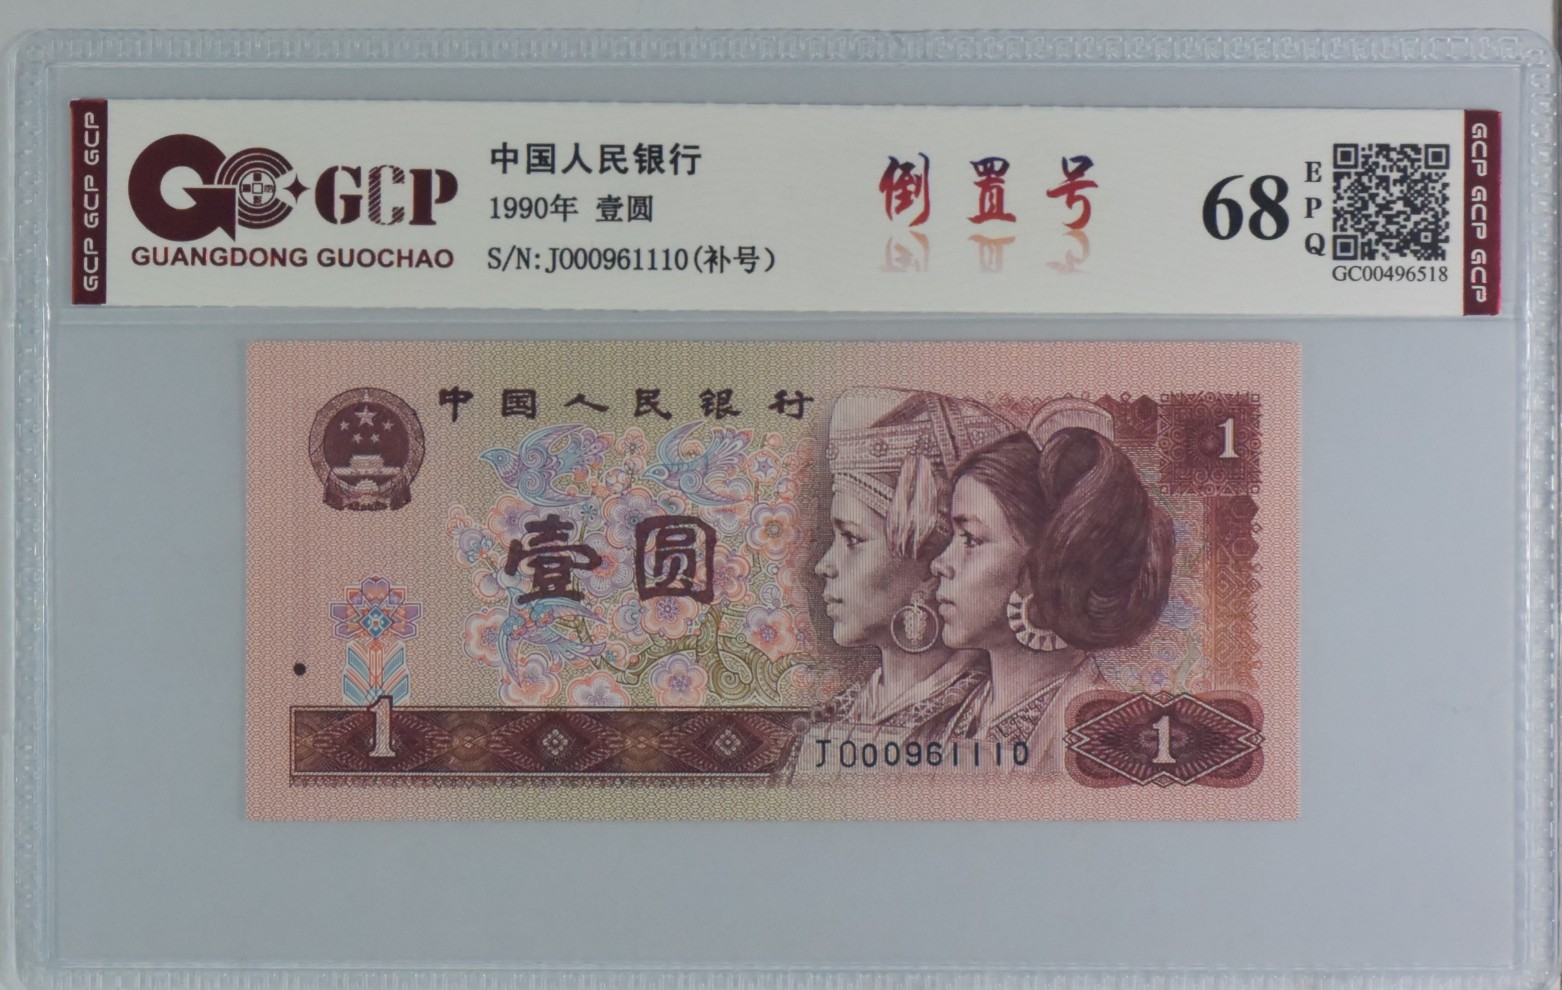 GCP GCP GCP
GCP
GUANGDONG GUOCHAO
中国人民银行
1990年 壹圆
S/N:J000961110(补号)
倒置号
68
EPQ
GC00496518
GCP GCP GCP
中国人民银行
1
壹圆
1
J000961110
1